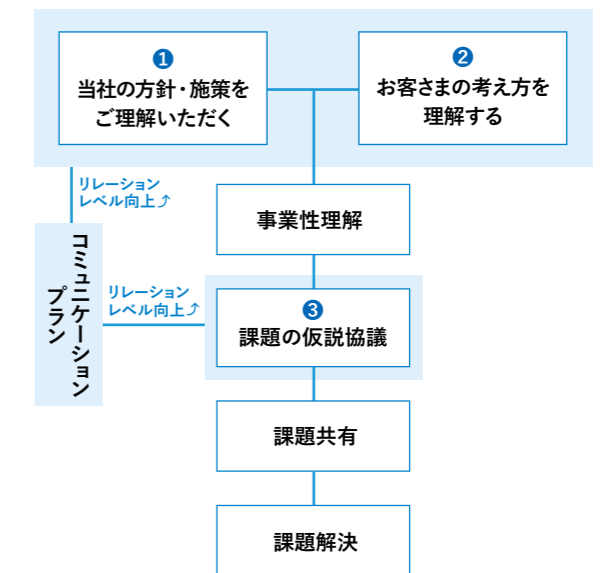 ❶
当社の方針・施策を
ご理解いただく
❷
お客さまの考え方を
理解する
リレーション
レベル向上⤴
事業性理解
コミュニケーション
プラン
リレーション
レベル向上⤴
❸
課題の仮説協議
課題共有
課題解決